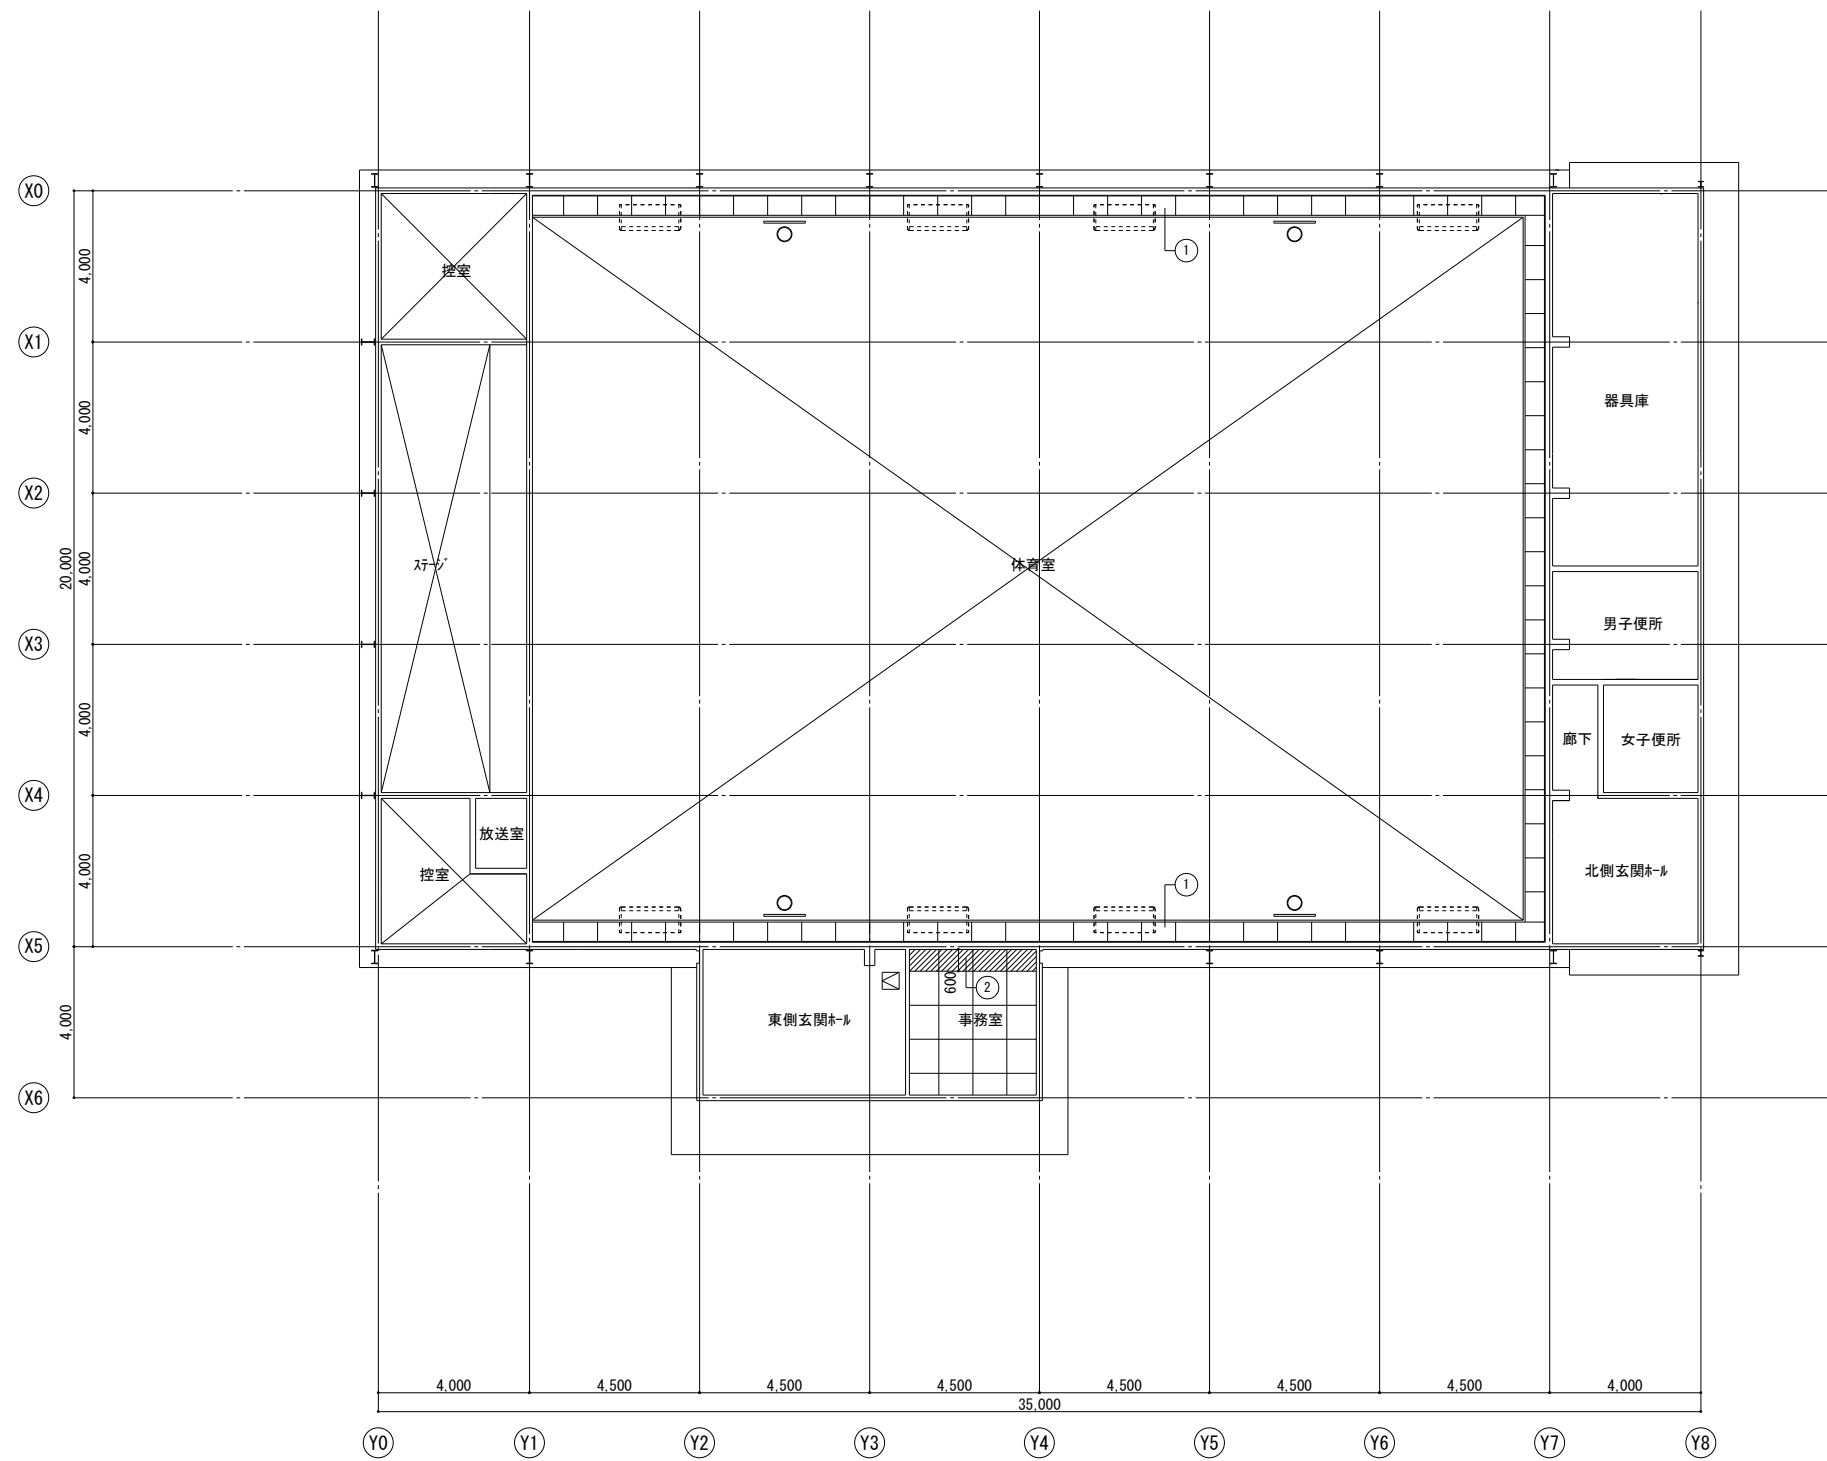 X0
4,000
控室
①
X1
4,000
器具庫
X2
20,000
4,000
ｽﾃｰｼﾞ
体育室
男子便所
X3
4,000
廊下
女子便所
X4
放送室
4,000
控室
①
北側玄関ﾎｰﾙ
X5
600
②
4,000
東側玄関ﾎｰﾙ
事務室
X6
4,000
4,500
4,500
4,500
4,500
4,500
4,500
4,000
35,000
Y0
Y1
Y2
Y3
Y4
Y5
Y6
Y7
Y8